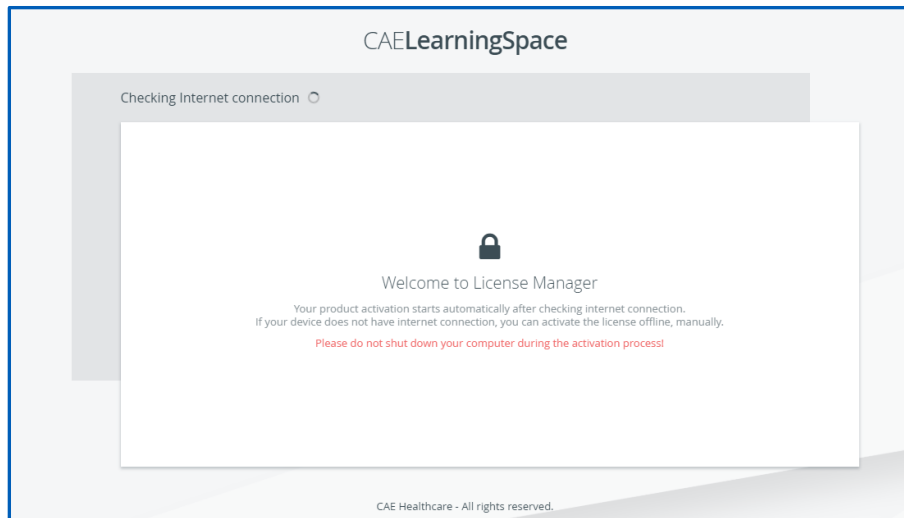 CAELearningSpace
Checking Internet connection
Welcome to License Manager
Your product activation starts automatically after checking internet connection.
If your device does not have internet connection, you can activate the license offline, manually.
Please do not shut down your computer during the activation process!
CAE Healthcare - All rights reserved.